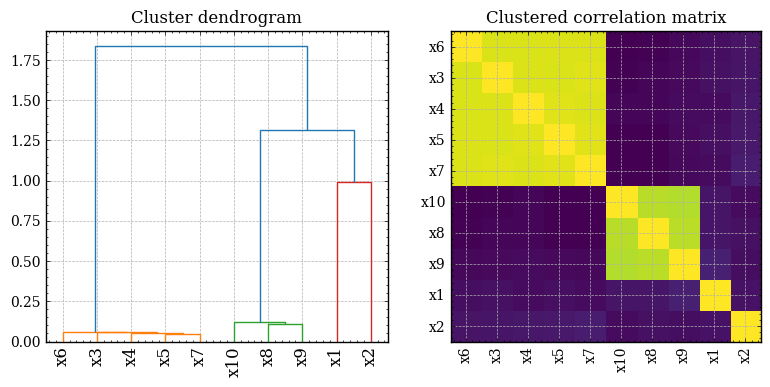 Cluster dendrogram
1.75
1.50
1.25
1.00
0.75
0.50
0.25
0.00
x6
x3
x4
x5
x7
x10
x8
x9
x1
x2
Clustered correlation matrix
x6
x3
x4
x5
x7
x10
x8
x9
x1
x2
x6
x3
x4
x5
x7
x10
x8
x9
x1
x2